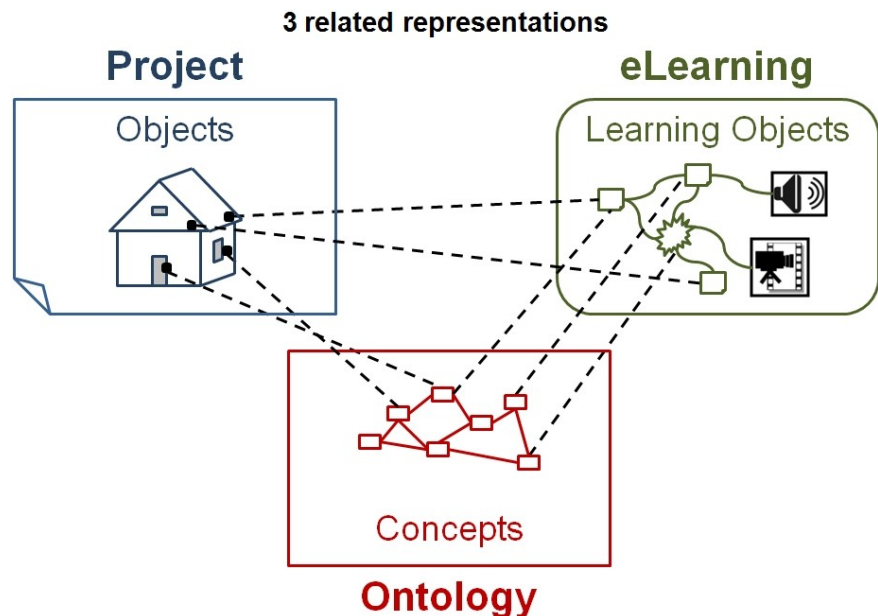 3 related representations
Project
eLearning
Objects
Learning Objects
Concepts
Ontology